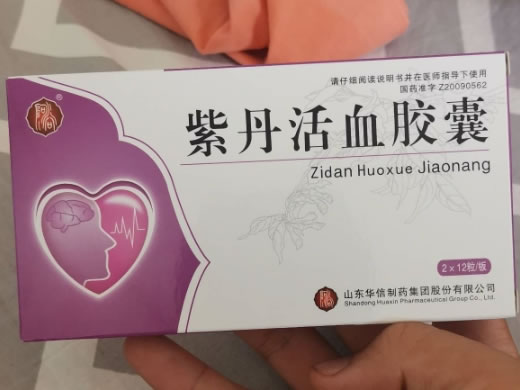 请仔细阅读说明书并在医师指导下使用
国药准字Z20090562
紫丹活血胶囊
Zidan Huoxue Jiaonang
2×12粒/板
山东华信制药集团股份有限公司
Shandong Huaxin Pharmaceutical Group Co., Ltd.